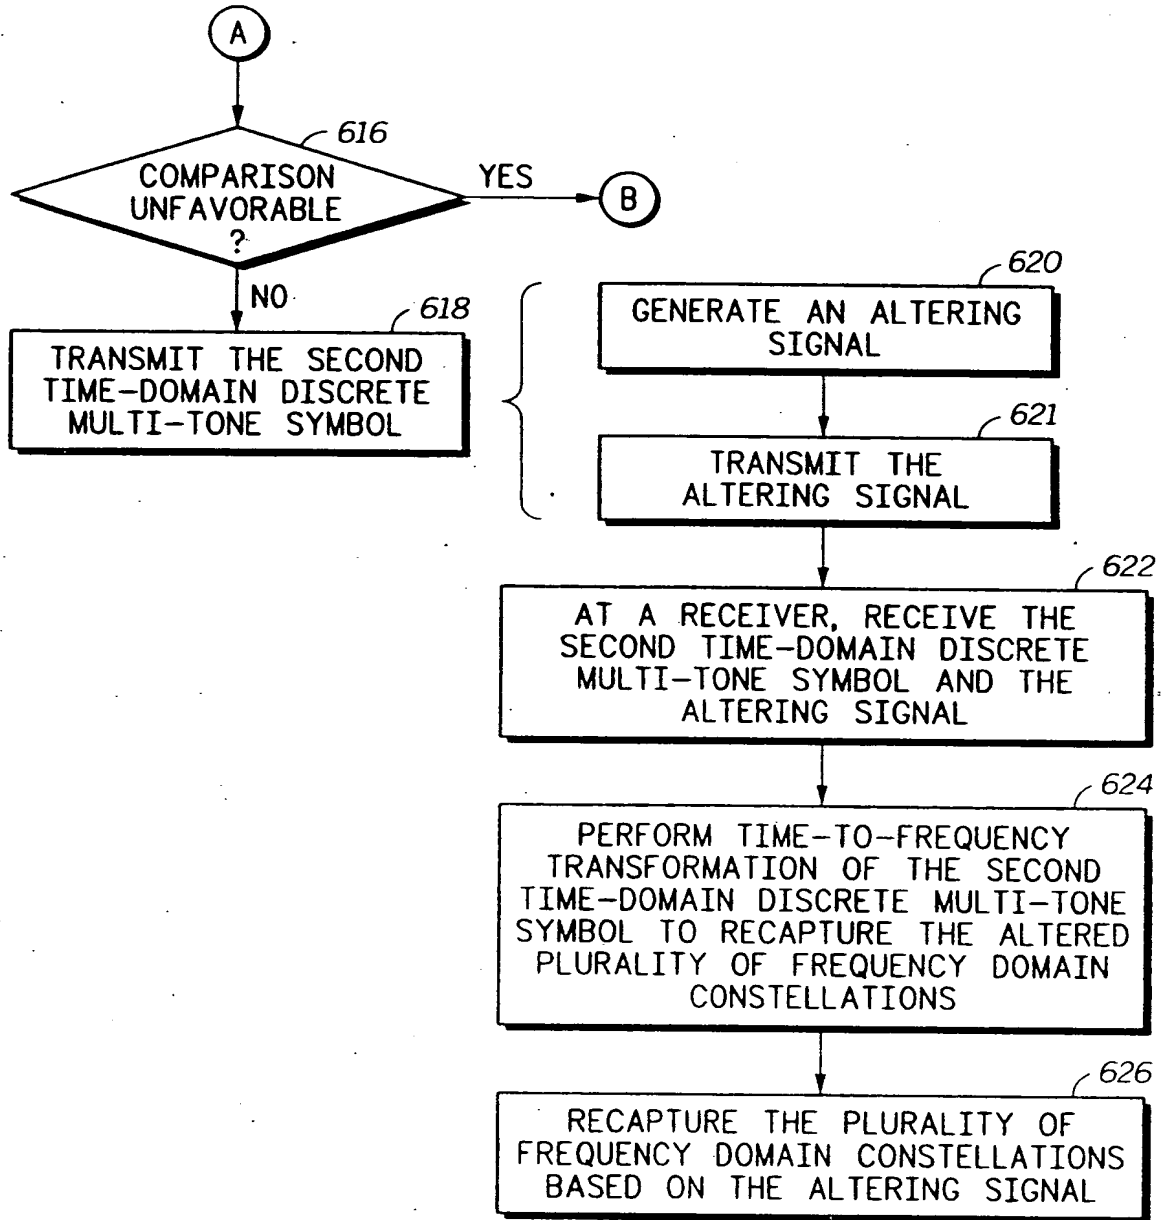 A
616
COMPARISON
UNFAVORABLE
?
YES
B
NO
618
TRANSMIT THE SECOND
TIME-DOMAIN DISCRETE
MULTI-TONE SYMBOL
620
GENERATE AN ALTERING
SIGNAL
621
TRANSMIT THE
ALTERING SIGNAL
622
AT A RECEIVER, RECEIVE THE
SECOND TIME-DOMAIN DISCRETE
MULTI-TONE SYMBOL AND THE
ALTERING SIGNAL
624
PERFORM TIME-TO-FREQUENCY
TRANSFORMATION OF THE SECOND
TIME-DOMAIN DISCRETE MULTI-TONE
SYMBOL TO RECAPTURE THE ALTERED
PLURALITY OF FREQUENCY DOMAIN
CONSTELLATIONS
626
RECAPTURE THE PLURALITY OF
FREQUENCY DOMAIN CONSTELLATIONS
BASED ON THE ALTERING SIGNAL